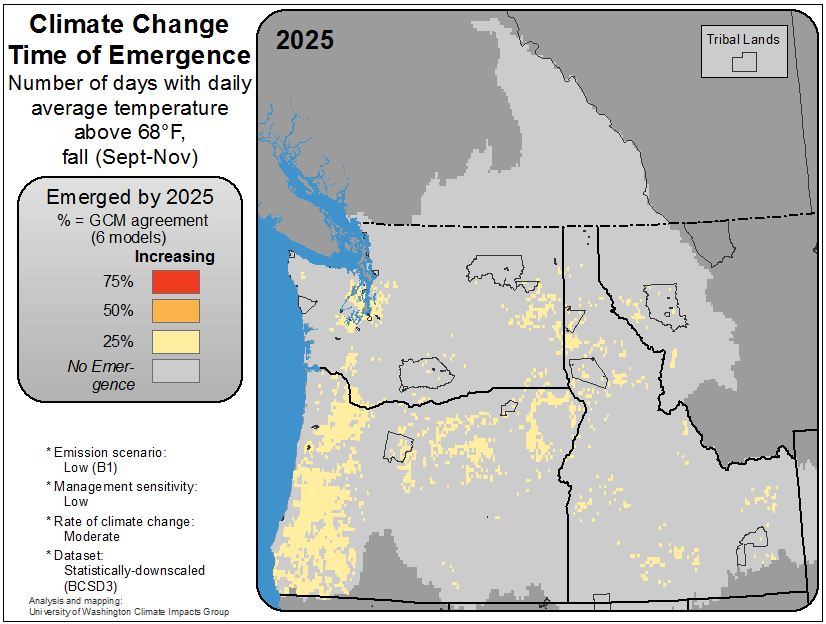 Climate Change
Time of Emergence
Number of days with daily
average temperature
above 68°F,
fall (Sept-Nov)
Emerged by 2025
% = GCM agreement
(6 models)
Increasing
75%
50%
25%
No Emer-
gence
* Emission scenario:
Low (B1)
* Management sensitivity:
Low
* Rate of climate change:
Moderate
* Dataset:
Statistically-downscaled
(BCSD3)
Analysis and mapping:
University of Washington Climate Impacts Group
2025
Tribal Lands